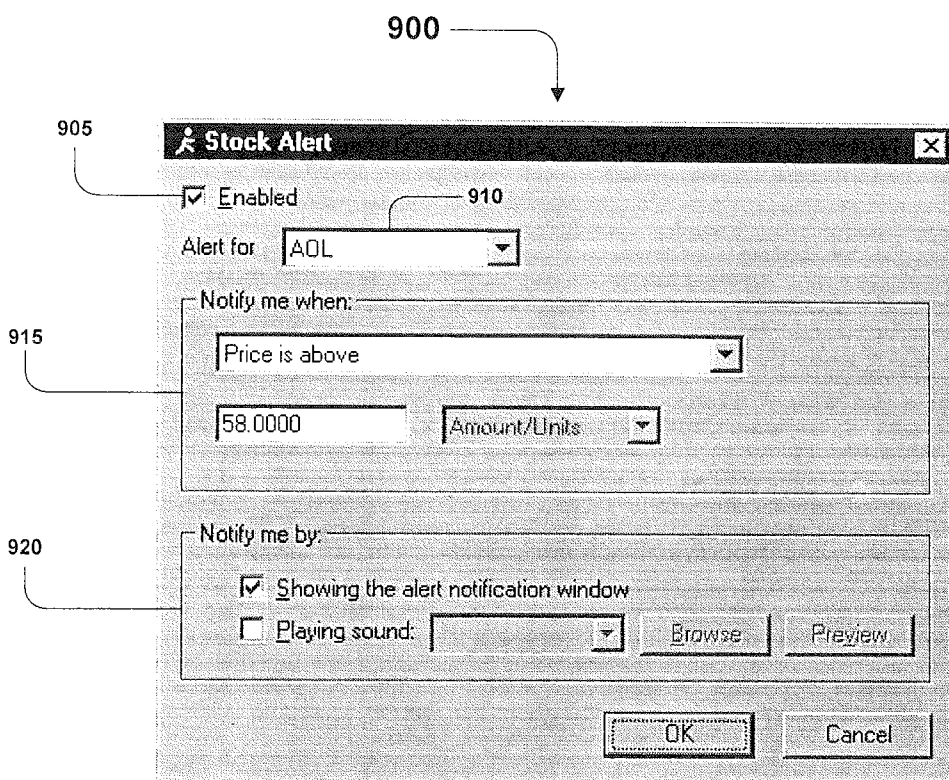 900
905
Stock Alert
Enabled
910
Alert for AOL
Notify me when:
915
Price is above
58.0000 Amount/Units
Notify me by:
920
Showing the alert notification window
Playing sound: Browse Preview
OK Cancel